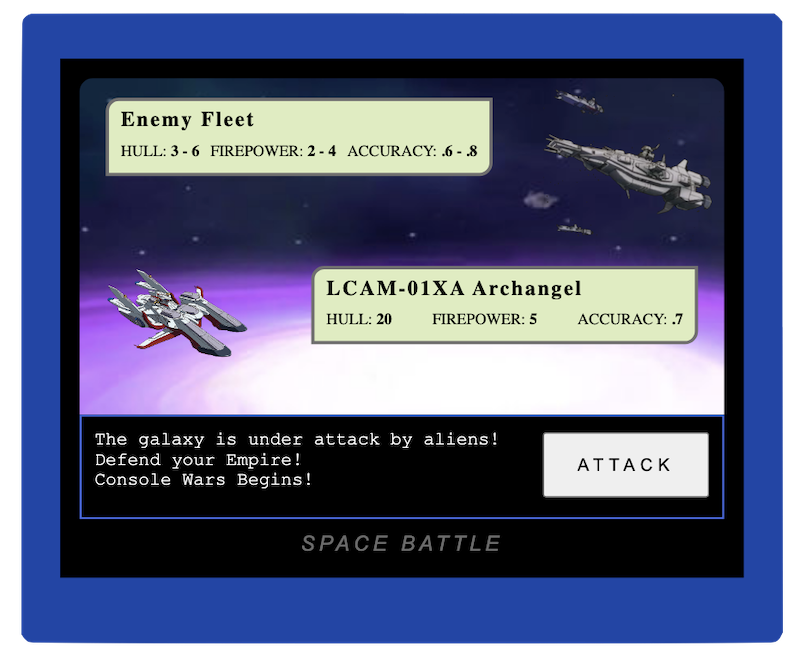 Enemy Fleet
HULL: 3 - 6 FIREPOWER: 2 - 4 ACCURACY: .6 - .8
LCAM-01XA Archangel
HULL: 20 FIREPOWER: 5 ACCURACY: .7
The galaxy is under attack by aliens!
Defend your Empire!
Console Wars Begins!
ATTACK
SPACE BATTLE